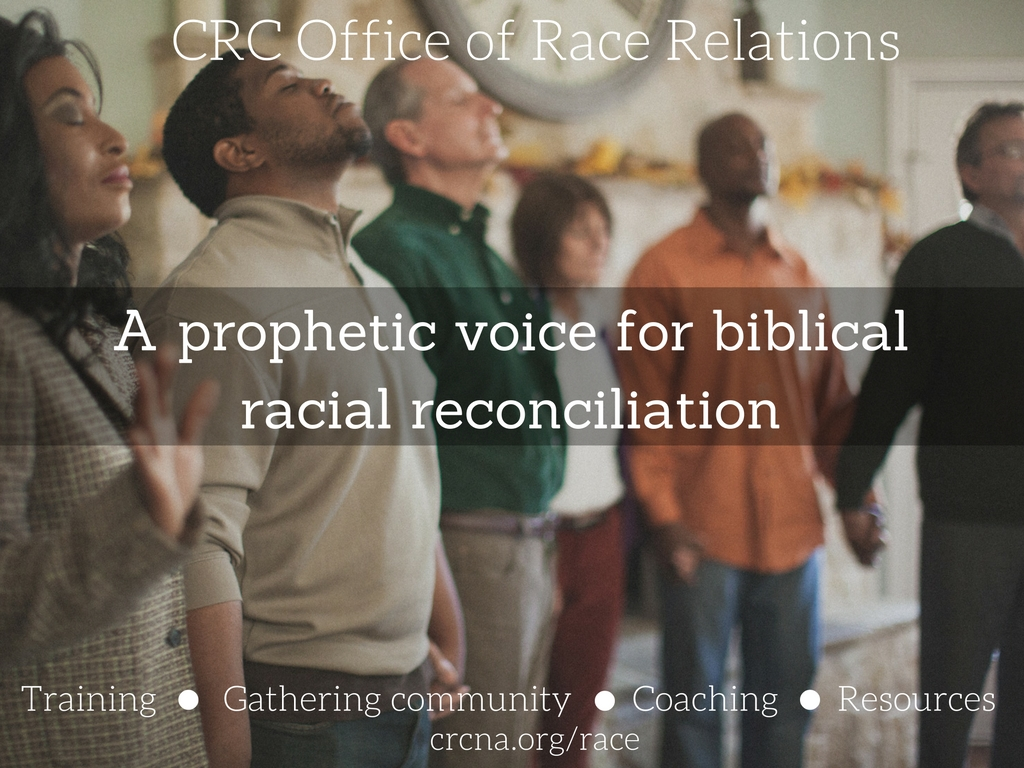 CRC Office of Race Relations
A prophetic voice for biblical
racial reconciliation
Training ● Gathering community ● Coaching ● Resources
crcna.org/race